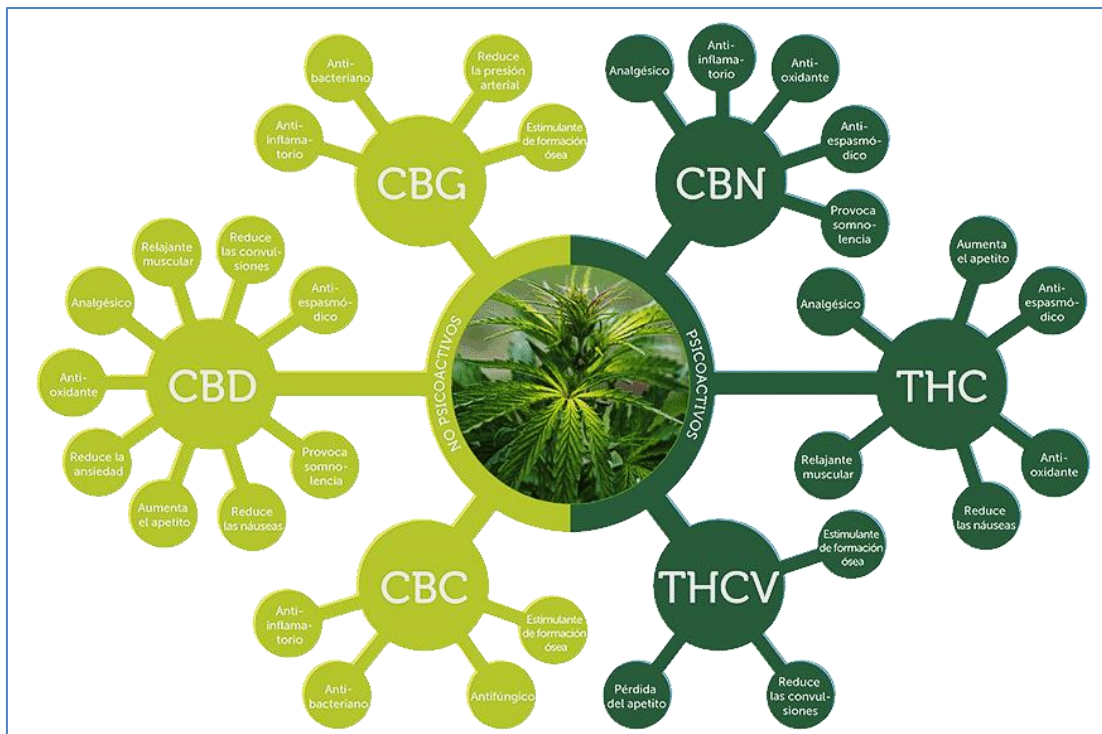 Anti-
bacteriano
Reduce
la presión
arterial
Anti-
inflama-
torio
Estimulante
de formación
ósea
CBG
Analgésico
Anti-
inflama-
torio
Anti-
oxidante
Anti-
espasmó-
dico
Provoca
somno-
lencia
CBN
Relajante
muscular
Reduce
las convul-
siones
Analgésico
Anti-
espasmó-
dico
Anti-
oxidante
CBD
Reduce la
ansiedad
Provoca
somno-
lencia
Aumenta
el apetito
Reduce
las náuseas
NO PSICOACTIVOS
PSICOACTIVOS
Aumenta
el apetito
Analgésico
Anti-
espasmó-
dico
THC
Relajante
muscular
Anti-
oxidante
Reduce
las náuseas
CBC
Anti-
inflama-
torio
Estimulante
de formación
ósea
Anti-
bacteriano
Antifúngico
THCV
Estimulante
de formación
ósea
Pérdida
del apetito
Reduce
las convul-
siones